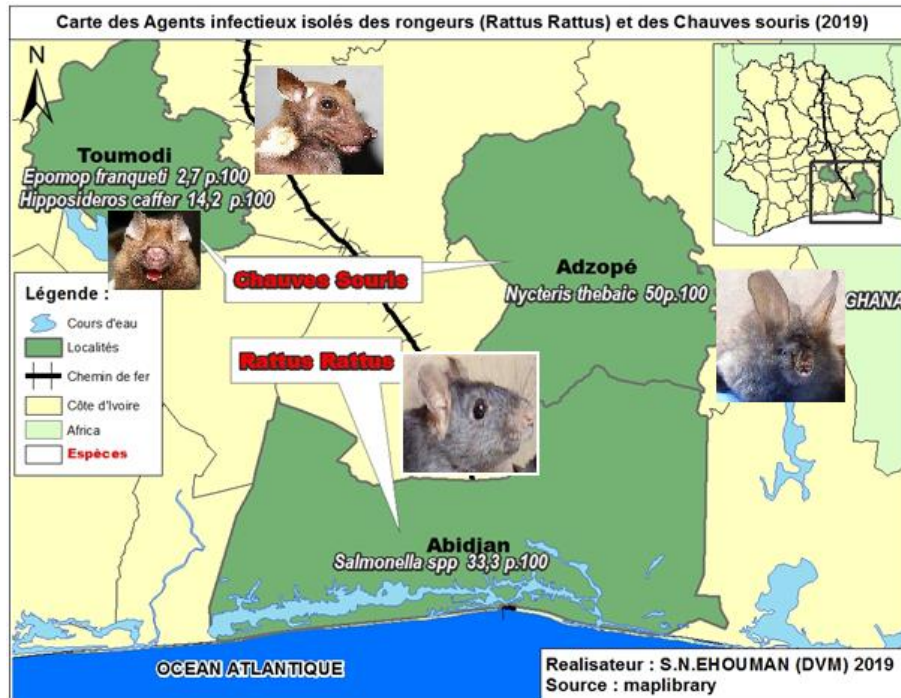 Carte des Agents infectieux isolés des rongeurs (Rattus Rattus) et des Chauves souris (2019)
N
Toumodi
Epomop franqueti 2,7 p.100
Hipposideros caffer 14,2 p.100
Chauves Souris
Adzopé
Nycteris thebaic 50p.100
GHANA
Légende :
Cours d'eau
Localités
Chemin de fer
Côte d'Ivoire
Africa
Espèces
Rattus Rattus
Abidjan
Salmonella spp 33,3 p.100
OCEAN ATLANTIQUE
Realisateur : S.N.EHOUMAN (DVM) 2019
Source : maplibrary